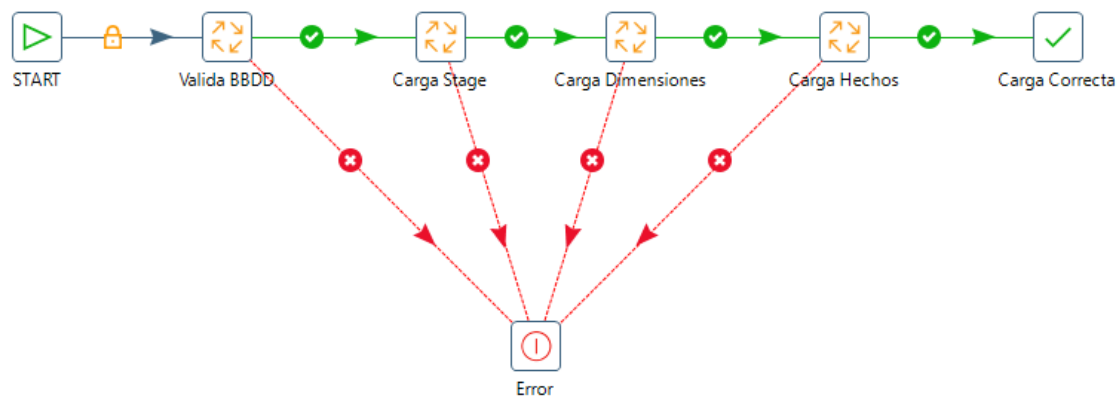 START
Valida BBDD
Carga Stage
Carga Dimensiones
Carga Hechos
Carga Correcta
Error